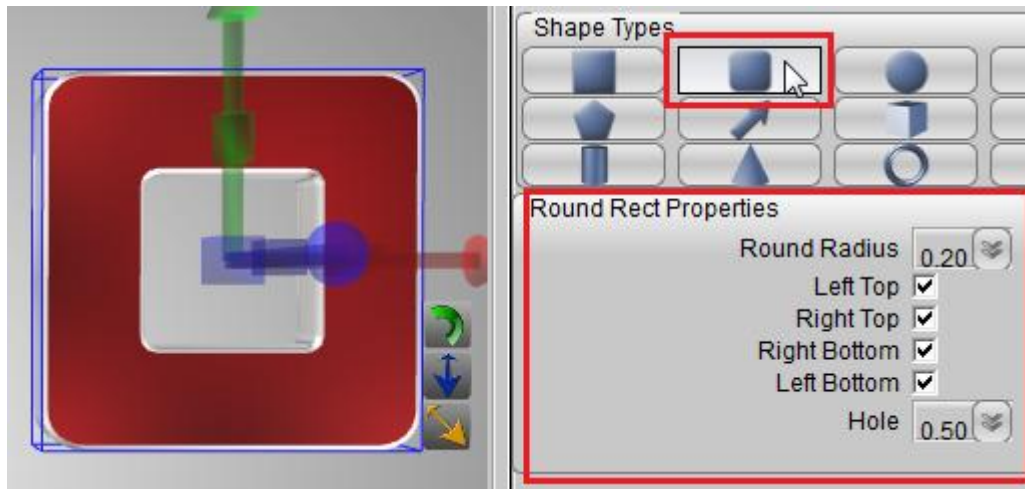 Shape Types
Round Rect Properties
Round Radius 0.20
Left Top
Right Top
Right Bottom
Left Bottom
Hole 0.50